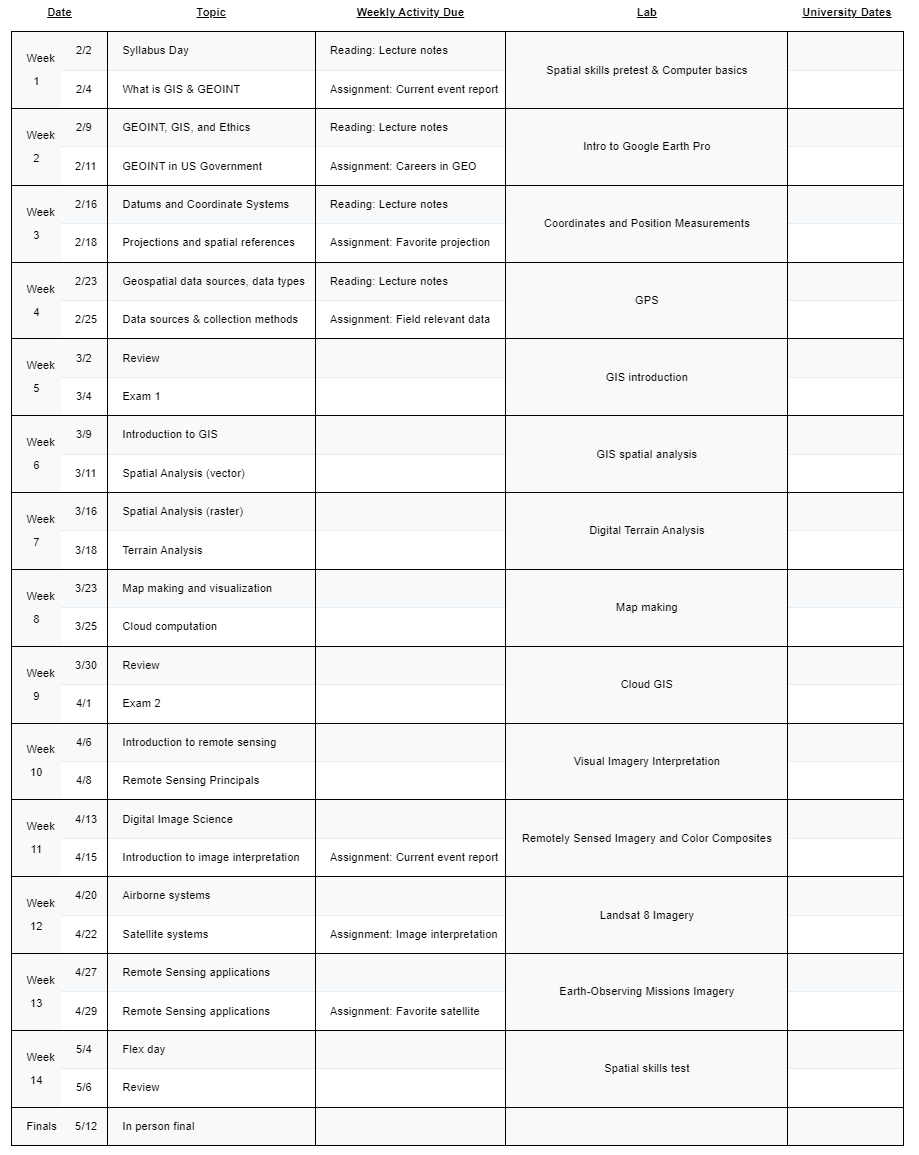 Date Topic Weekly Activity Due Lab University Dates
Week 1 2/2 Syllabus Day Reading: Lecture notes Spatial skills pretest & Computer basics
2/4 What is GIS & GEOINT Assignment: Current event report
Week 2 2/9 GEOINT, GIS, and Ethics Reading: Lecture notes Intro to Google Earth Pro
2/11 GEOINT in US Government Assignment: Careers in GEO
Week 3 2/16 Datums and Coordinate Systems Reading: Lecture notes Coordinates and Position Measurements
2/18 Projections and spatial references Assignment: Favorite projection
Week 4 2/23 Geospatial data sources, data types Reading: Lecture notes GPS
2/25 Data sources & collection methods Assignment: Field relevant data
Week 5 3/2 Review GIS introduction
3/4 Exam 1
Week 6 3/9 Introduction to GIS GIS spatial analysis
3/11 Spatial Analysis (vector)
Week 7 3/16 Spatial Analysis (raster) Digital Terrain Analysis
3/18 Terrain Analysis
Week 8 3/23 Map making and visualization Map making
3/25 Cloud computation
Week 9 3/30 Review Cloud GIS
4/1 Exam 2
Week 10 4/6 Introduction to remote sensing Visual Imagery Interpretation
4/8 Remote Sensing Principals
Week 11 4/13 Digital Image Science Remotely Sensed Imagery and Color Composites
4/15 Introduction to image interpretation Assignment: Current event report
Week 12 4/20 Airborne systems Landsat 8 Imagery
4/22 Satellite systems Assignment: Image interpretation
Week 13 4/27 Remote Sensing applications Earth-Observing Missions Imagery
4/29 Remote Sensing applications Assignment: Favorite satellite
Week 14 5/4 Flex day Spatial skills test
5/6 Review
Finals 5/12 In person final